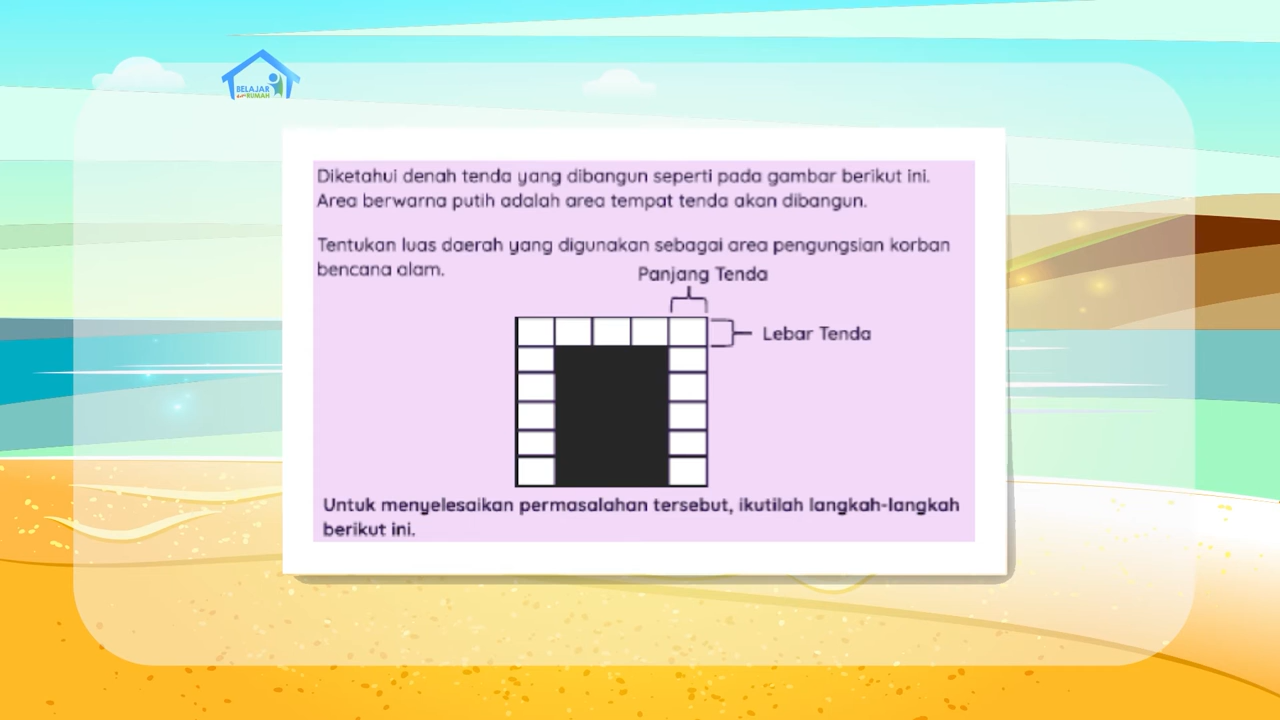 BELAJAR
dari RUMAH
Diketahui denah tenda yang dibangun seperti pada gambar berikut ini.
Area berwarna putih adalah area tempat tenda akan dibangun.
Tentukan luas daerah yang digunakan sebagai area pengungsian korban
bencana alam.
Panjang Tenda
Lebar Tenda
Untuk menyelesaikan permasalahan tersebut, ikutilah langkah-langkah
berikut ini.